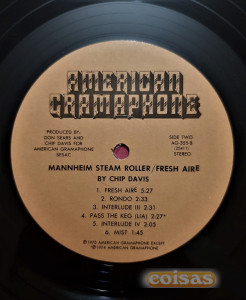 AMERICAN
GRAMAPHONE
PRODUCED BY:
DON SEARS AND
CHIP DAVIS FOR
AMERICAN GRAMAPHONE
SESAC
SIDE TWO
AG-355-B
STEREO
MANNHEIM STEAM ROLLER/FRESH AIRE
BY CHIP DAVIS
1. FRESH AIRE 5:27
2. RONDO 2:33
3. INTERLUDE III 2:31
4. PASS THE KEG (LIA) 2:27*
5. INTERLUDE IV 2:05
6. MIST 1:45
© 1975 AMERICAN GRAMAPHONE EXCEPT
*© 1974 AMERICAN GRAMAPHONE
coisas